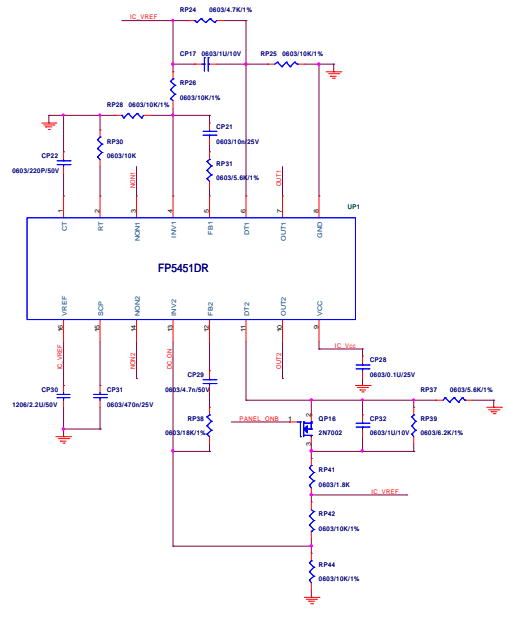 RP24 0603/4.7K/1%
IC_VREF
CP17 0603/1U/10V RP25 0603/10K/1%
RP26
0603/10K/1%
RP28 0603/10K/1%
CP21
0603/10n/25V
RP30
0603/10K
CP22
0603/220P/50V
RP31
0603/5.6K/1%
NON1
OUT1
UP1
1 2 3 4 5 6 7 8
CT RT NON1 INV1 FB1 DT1 OUT1 GND
FP5451DR
VREF SCP NON2 INV2 FB2 DT2 OUT2 VCC
16 15 14 13 12 11 10 9
IC_VREF
NON2
DC_ON
OUT2
IC_Vcc
CP28
0603/0.1U/25V
CP29
0603/4.7n/50V
CP30
1206/2.2U/50V
CP31
0603/470n/25V
RP37 0603/5.6K/1%
RP38
0603/18K/1%
PANEL_ONB 1
2
3
QP16
2N7002
CP32
0603/1U/10V
RP39
0603/6.2K/1%
RP41
0603/1.8K
IC_VREF
RP42
0603/10K/1%
RP44
0603/10K/1%